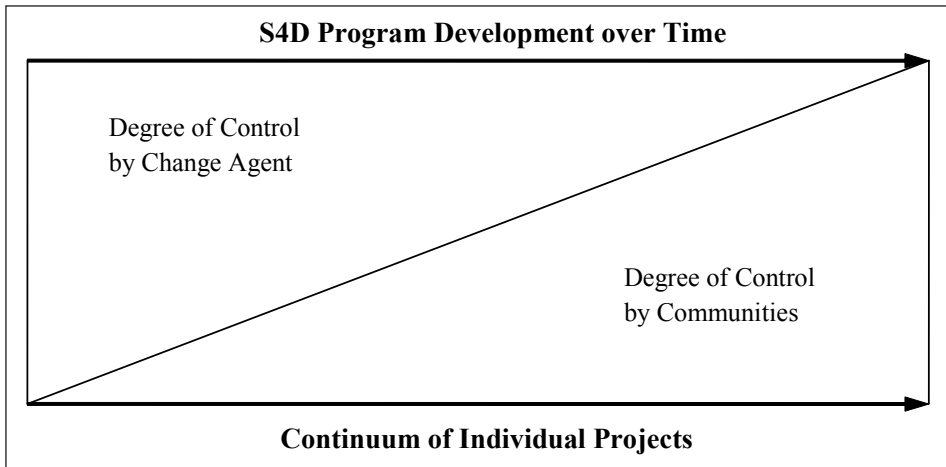 S4D Program Development over Time
Degree of Control
by Change Agent
Degree of Control
by Communities
Continuum of Individual Projects